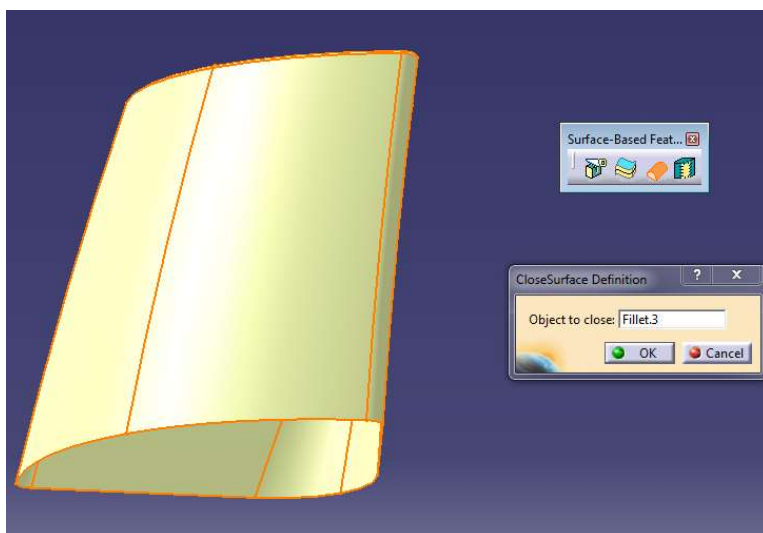 Surface-Based Feat...
CloseSurface Definition
Object to close: Fillet.3
OK Cancel